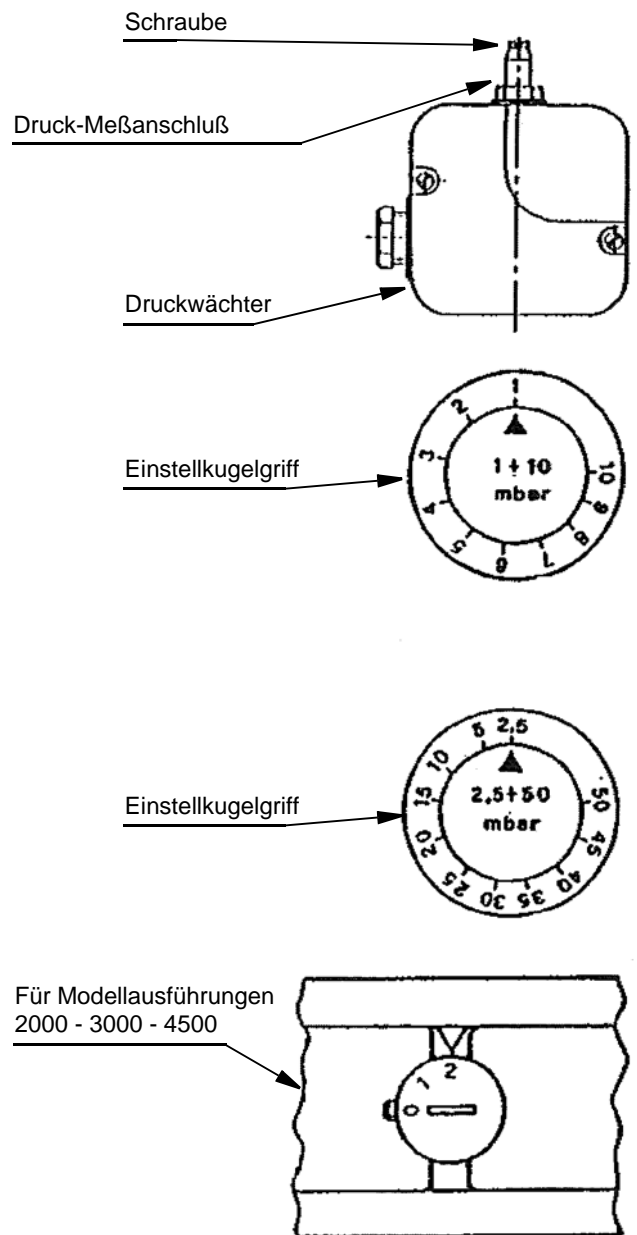 Schraube
Druck-Meßanschluß
Druckwächter
Einstellkugelgriff
1
2
3
4
5
6
7
8
9
10
1 ÷ 10
mbar
Einstellkugelgriff
2,5
5
10
15
20
25
30
35
40
45
50
2,5÷50
mbar
Für Modellausführungen
2000 - 3000 - 4500
0 1 2